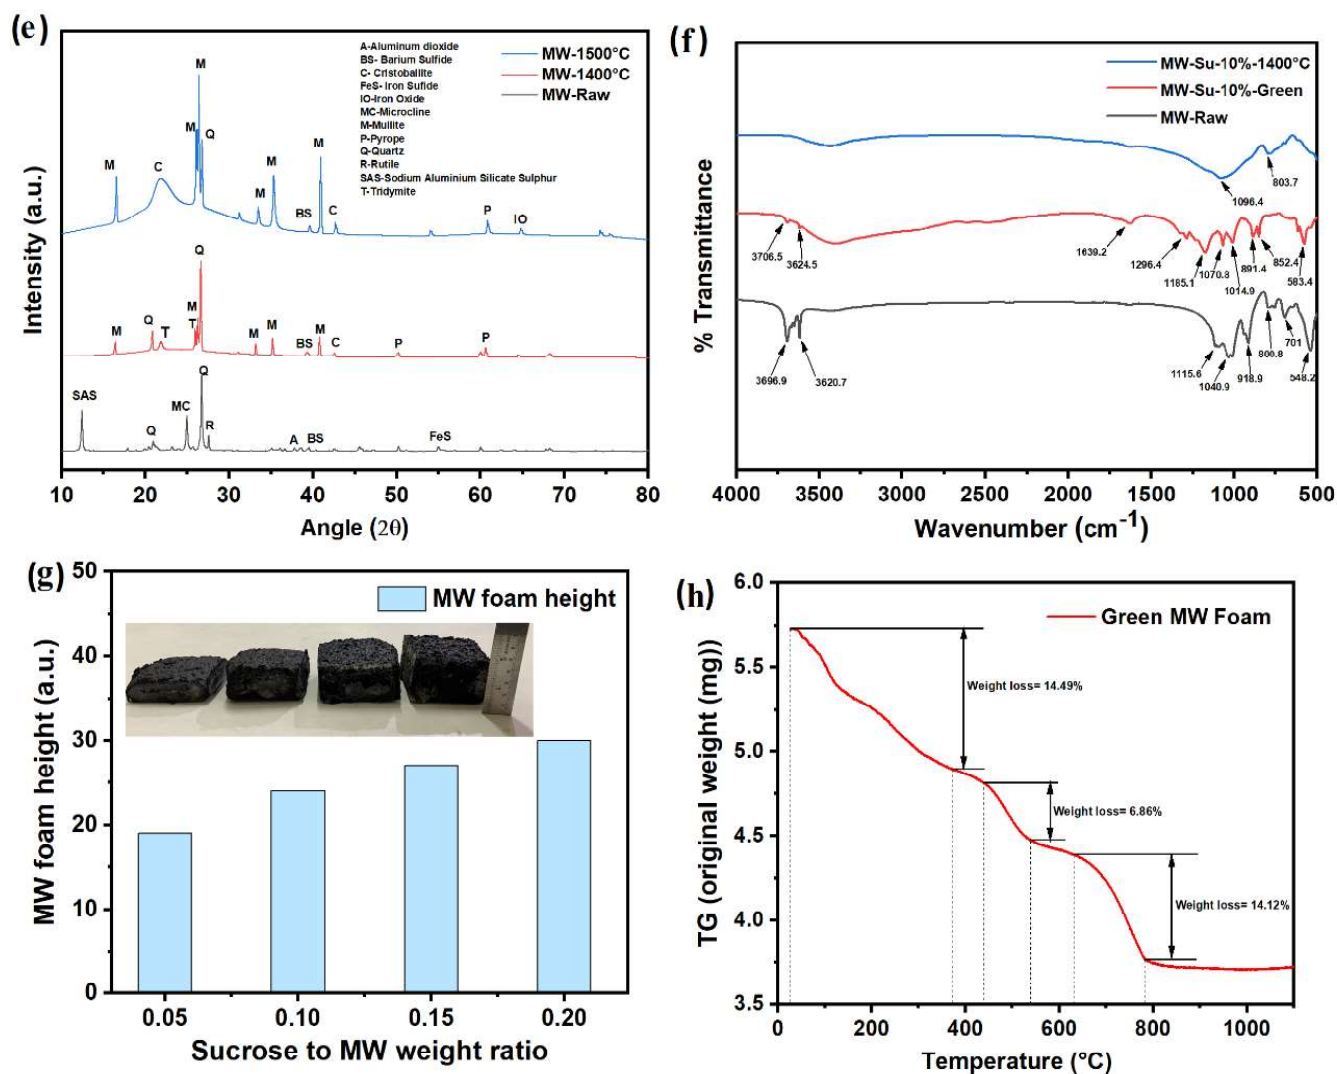 (e)
A-Aluminum dioxide
BS- Barium Sulfide
C- Cristoballite
FeS- Iron Sufide
IO-Iron Oxide
MC-Microcline
M-Mullite
P-Pyrope
Q-Quartz
R-Rutile
SAS-Sodium Aluminium Silicate Sulphur
T-Tridymite
MW-1500°C
MW-1400°C
MW-Raw
M
C
M
M
Q
M
M
BS
M
C
P
IO
M
Q
T
T
M
Q
M
M
BS
M
C
P
P
SAS
Q
MC
Q
R
A
BS
FeS
Intensity (a.u.)
10 20 30 40 50 60 70 80
Angle (2θ)
(f)
MW-Su-10%-1400°C
MW-Su-10%-Green
MW-Raw
1096.4
803.7
3706.5
3624.5
1639.2
1296.4
1185.1
1070.8
1014.9
891.4
852.4
583.4
3696.9
3620.7
1115.6
1040.9
918.9
800.8
701
548.2
% Transmittance
4000 3500 3000 2500 2000 1500 1000 500
Wavenumber (cm⁻¹)
(g)
MW foam height
MW foam height (a.u.)
50
40
30
20
10
0
0.05 0.10 0.15 0.20
Sucrose to MW weight ratio
(h)
Green MW Foam
Weight loss= 14.49%
Weight loss= 6.86%
Weight loss= 14.12%
TG (original weight (mg))
6.0
5.5
5.0
4.5
4.0
3.5
0 200 400 600 800 1000
Temperature (°C)